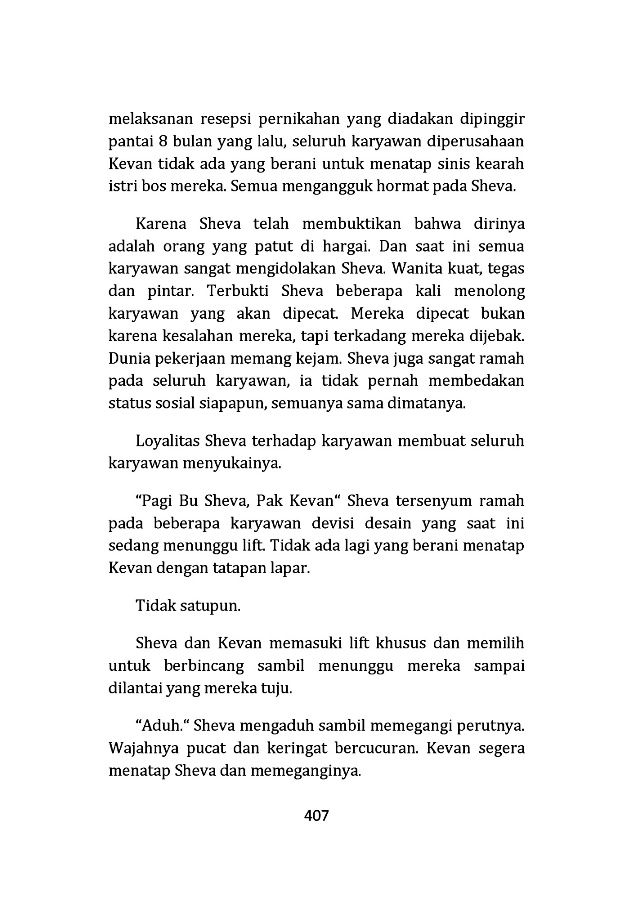 melaksanan resepsi pernikahan yang diadakan dipinggir
pantai 8 bulan yang lalu, seluruh karyawan diperusahaan
Kevan tidak ada yang berani untuk menatap sinis kearah
istri bos mereka. Semua mengangguk hormat pada Sheva.
Karena Sheva telah membuktikan bahwa dirinya
adalah orang yang patut di hargai. Dan saat ini semua
karyawan sangat mengidolakan Sheva. Wanita kuat, tegas
dan pintar. Terbukti Sheva beberapa kali menolong
karyawan yang akan dipecat. Mereka dipecat bukan
karena kesalahan mereka, tapi terkadang mereka dijebak.
Dunia pekerjaan memang kejam. Sheva juga sangat ramah
pada seluruh karyawan, ia tidak pernah membedakan
status sosial siapapun, semuanya sama dimatanya.
Loyalitas Sheva terhadap karyawan membuat seluruh
karyawan menyukainya.
“Pagi Bu Sheva, Pak Kevan“ Sheva tersenyum ramah
pada beberapa karyawan devisi desain yang saat ini
sedang menunggu lift. Tidak ada lagi yang berani menatap
Kevan dengan tatapan lapar.
Tidak satupun.
Sheva dan Kevan memasuki lift khusus dan memilih
untuk berbincang sambil menunggu mereka sampai
dilantai yang mereka tuju.
“Aduh.“ Sheva mengaduh sambil memegangi perutnya.
Wajahnya pucat dan keringat bercucuran. Kevan segera
menatap Sheva dan memeganginya.
407